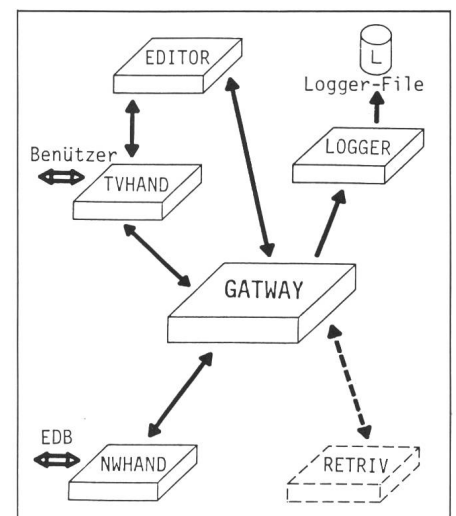 EDITOR
L
Logger-File
LOGGER
Benützer
TVHAND
GATWAY
EDB
NWHAND
RETRIV